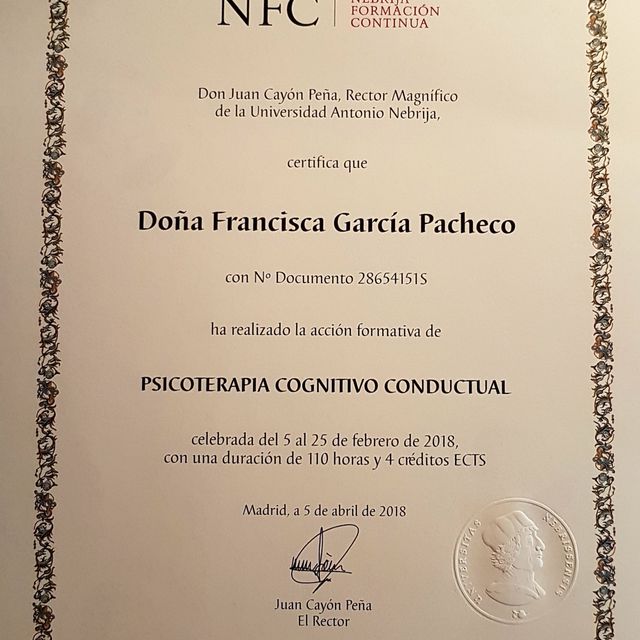 NFC
NEBRIJA
FORMACIÓN
CONTINUA
Don Juan Cayón Peña, Rector Magnífico
de la Universidad Antonio Nebrija,
certifica que
Doña Francisca García Pacheco
con Nº Documento 28654151S
ha realizado la acción formativa de
PSICOTERAPIA COGNITIVO CONDUCTUAL
celebrada del 5 al 25 de febrero de 2018,
con una duración de 110 horas y 4 créditos ECTS
Madrid, a 5 de abril de 2018
Juan Cayón Peña
El Rector
UNIVERSITAS NEBRISSENSIS